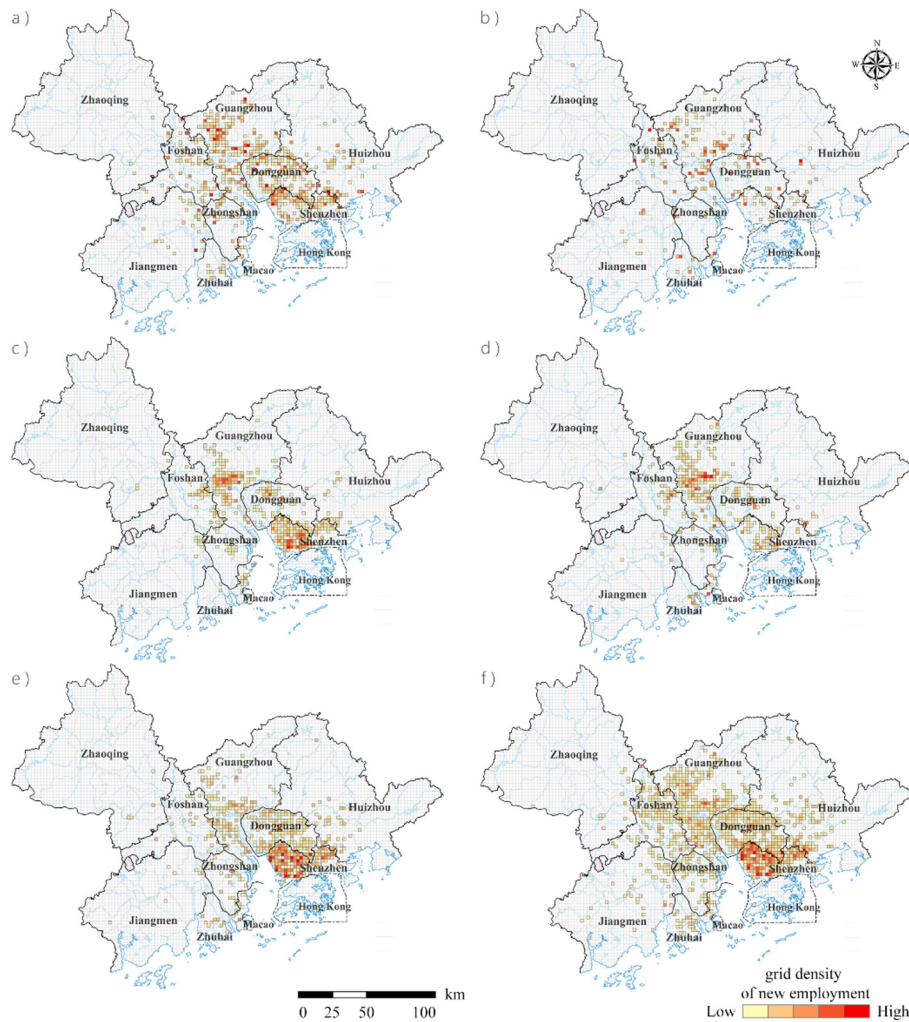 a)
b)
N
W E
S
Zhaoqing
Guangzhou
Huizhou
Foshan
Dongguan
Zhongshan
Shenzhen
Hong Kong
Jiangmen
Macao
Zhuhai
Zhaoqing
Guangzhou
Huizhou
Foshan
Dongguan
Zhongshan
Shenzhen
Hong Kong
Jiangmen
Macao
Zhuhai
c)
d)
Zhaoqing
Guangzhou
Huizhou
Foshan
Dongguan
Zhongshan
Shenzhen
Hong Kong
Jiangmen
Macao
Zhuhai
Zhaoqing
Guangzhou
Huizhou
Foshan
Dongguan
Zhongshan
Shenzhen
Hong Kong
Jiangmen
Macao
Zhuhai
e)
f)
Zhaoqing
Guangzhou
Huizhou
Foshan
Dongguan
Zhongshan
Shenzhen
Hong Kong
Jiangmen
Macao
Zhuhai
Zhaoqing
Guangzhou
Huizhou
Foshan
Dongguan
Zhongshan
Shenzhen
Hong Kong
Jiangmen
Macao
Zhuhai
km
0 25 50 100
grid density
of new employment
Low High